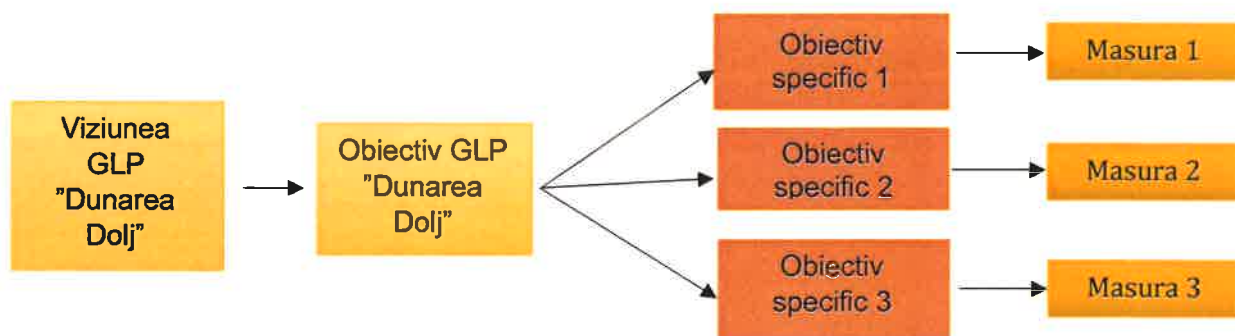 Viziunea
GLP
"Dunarea
Dolj"
Obiectiv GLP
"Dunarea
Dolj"
Obiectiv
specific 1
Masura 1
Obiectiv
specific 2
Masura 2
Obiectiv
specific 3
Masura 3